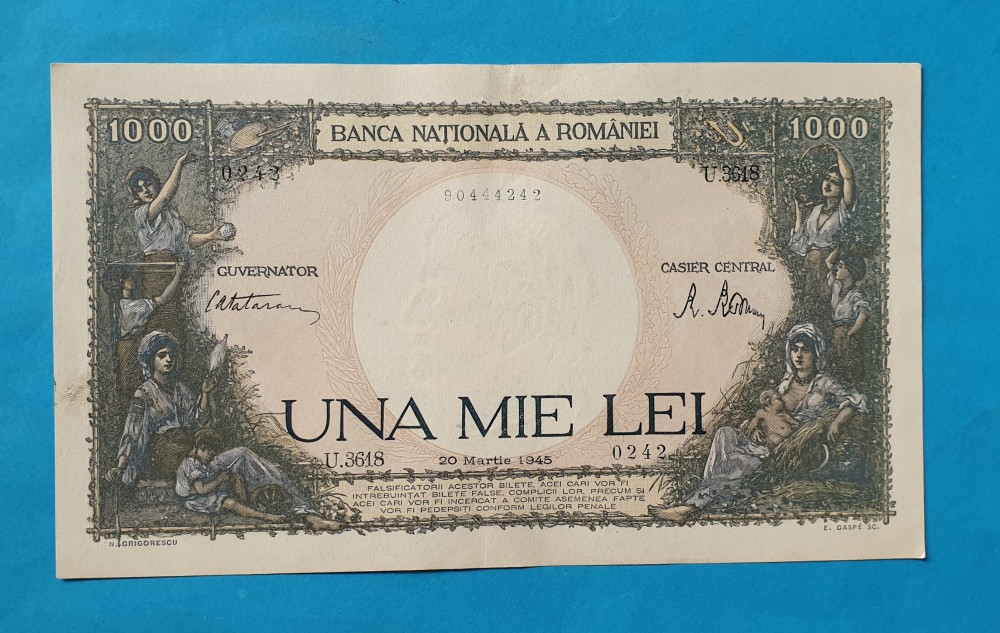 1000
BANCA NAȚIONALĂ A ROMÂNIEI
1000
0242
U.3618
90444242
GUVERNATOR
CASIER CENTRAL
UNA MIE LEI
U.3618
20 Martie 1945
0242
FALSIFICATORII ACESTOR BILETE, ACEI CARI VOR FI
INTREBUINȚAT BILETE FALSE, COMPLICII LOR, PRECUM ȘI
ACEI CARI VOR FI INCERCAT A COMITE ASEMENEA FAPTE
VOR FI PEDEPSIȚI CONFORM LEGILOR PENALE
N. GRIGORESCU
E. GASPÉ SC.